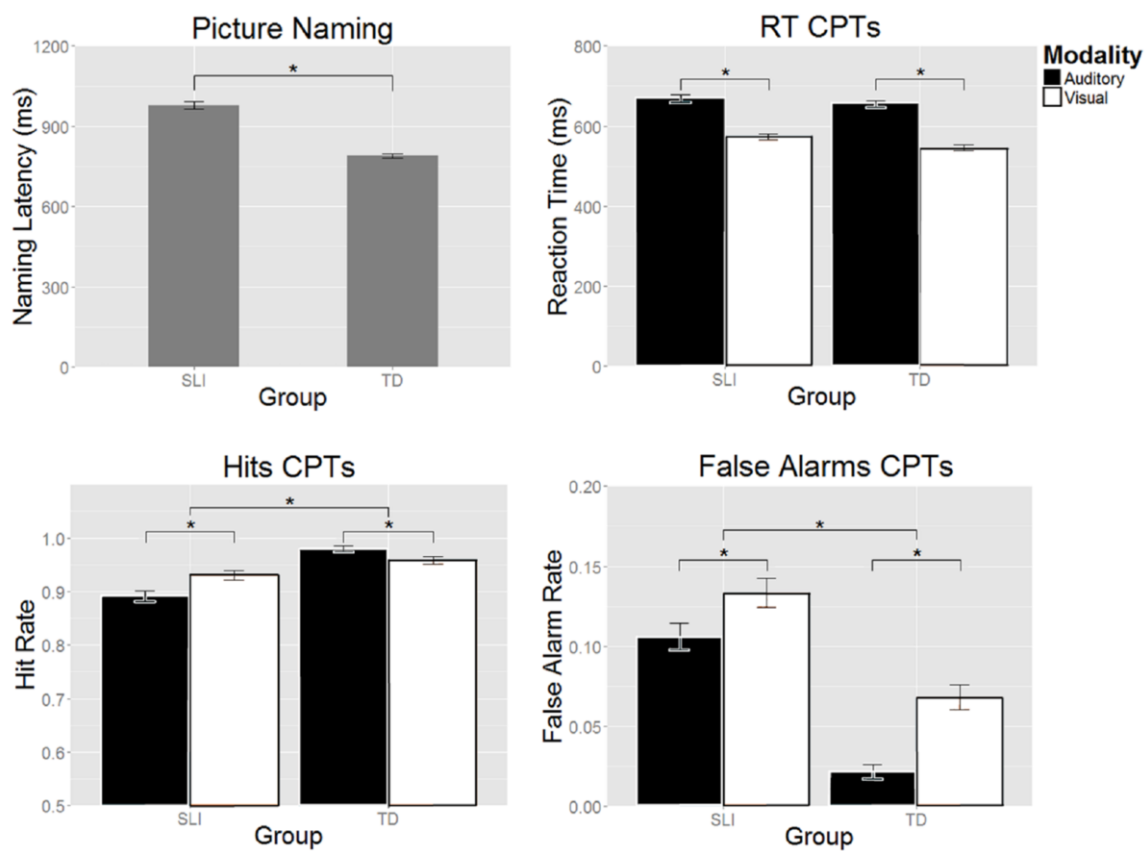 Picture Naming
1200
900
600
300
0
Naming Latency (ms)
*
SLI
TD
Group
RT CPTs
800
600
400
200
0
Reaction Time (ms)
*
*
SLI
TD
Group
Modality
Auditory
Visual
Hits CPTs
1.0
0.9
0.8
0.7
0.6
0.5
Hit Rate
*
*
*
SLI
TD
Group
False Alarms CPTs
0.20
0.15
0.10
0.05
0.00
False Alarm Rate
*
*
*
SLI
TD
Group